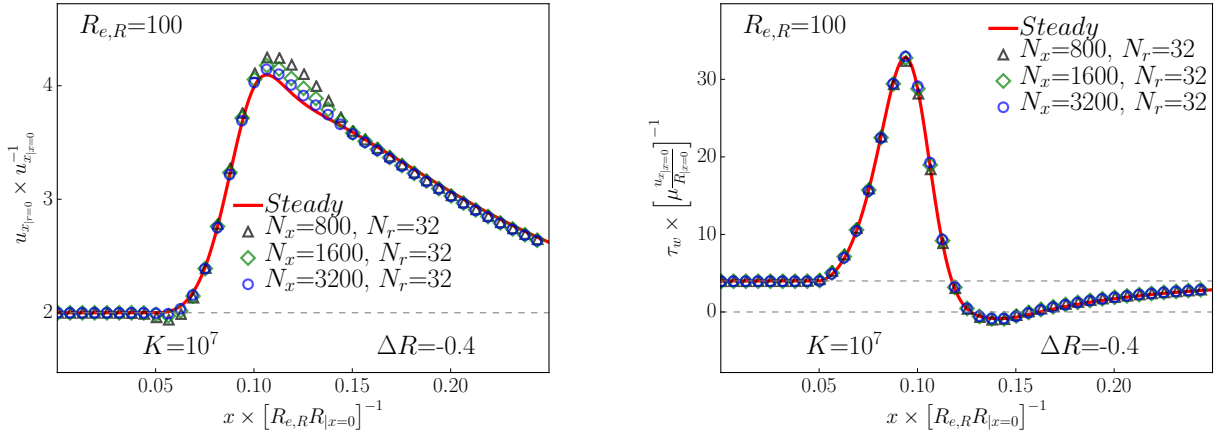 R_{e,R}=100
4
3
2
u_{x|r=0} × u_{x|x=0}^{-1}
Steady
N_x=800, N_r=32
N_x=1600, N_r=32
N_x=3200, N_r=32
K=10^7
ΔR=-0.4
0.05 0.10 0.15 0.20
x × [R_{e,R}R_{|x=0}]^{-1}
R_{e,R}=100
Steady
N_x=800, N_r=32
N_x=1600, N_r=32
N_x=3200, N_r=32
30
20
10
0
τ_w × [μ \frac{u_{x|x=0}}{R_{|x=0}}]^{-1}
K=10^7
ΔR=-0.4
0.05 0.10 0.15 0.20
x × [R_{e,R}R_{|x=0}]^{-1}